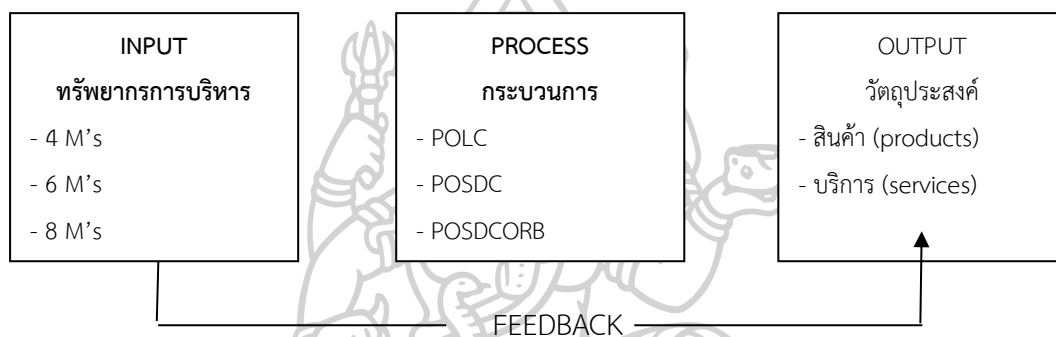 INPUT
ทรัพยากรการบริหาร
- 4 M's
- 6 M's
- 8 M's
PROCESS
กระบวนการ
- POLC
- POSDC
- POSDCORB
OUTPUT
วัตถุประสงค์
- สินค้า (products)
- บริการ (services)
FEEDBACK